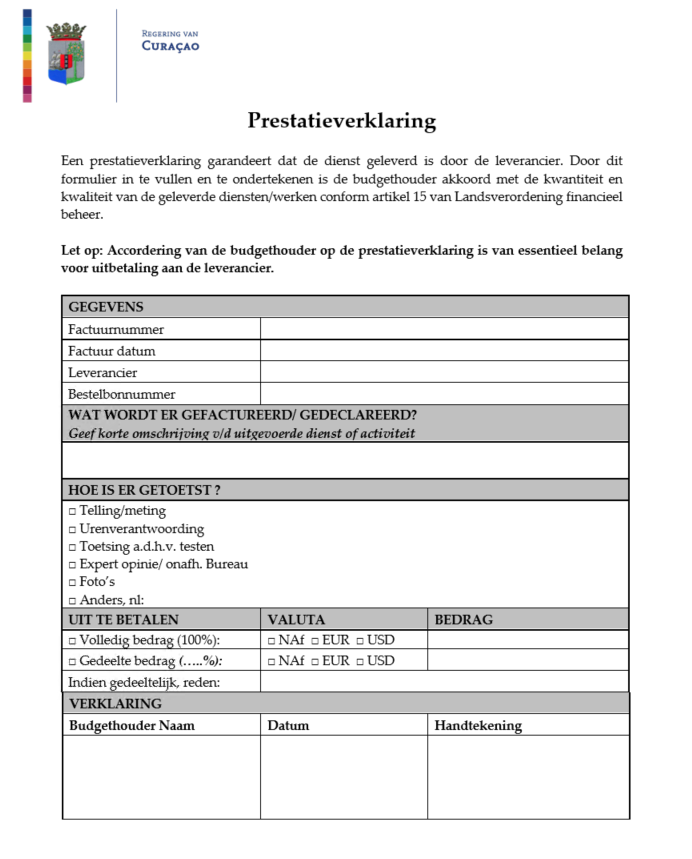 REGERING VAN
CURAÇAO
Prestatieverklaring
Een prestatieverklaring garandeert dat de dienst geleverd is door de leverancier. Door dit
formulier in te vullen en te ondertekenen is de budgethouder akkoord met de kwantiteit en
kwaliteit van de geleverde diensten/werken conform artikel 15 van Landsverordening financieel
beheer.
Let op: Accordering van de budgethouder op de prestatieverklaring is van essentieel belang
voor uitbetaling aan de leverancier.
GEGEVENS
Factuurnummer
Factuur datum
Leverancier
Bestelbonnummer
WAT WORDT ER GEFACTUREERD/ GEDECLAREERD?
Geef korte omschrijving v/d uitgevoerde dienst of activiteit
HOE IS ER GETOETST ?
□ Telling/meting
□ Urenverantwoording
□ Toetsing a.d.h.v. testen
□ Expert opinie/ onafh. Bureau
□ Foto's
□ Anders, nl:
UIT TE BETALEN VALUTA BEDRAG
□ Volledig bedrag (100%): □ NAf □ EUR □ USD
□ Gedeelte bedrag (…..%): □ NAf □ EUR □ USD
Indien gedeeltelijk, reden:
VERKLARING
Budgethouder Naam Datum Handtekening